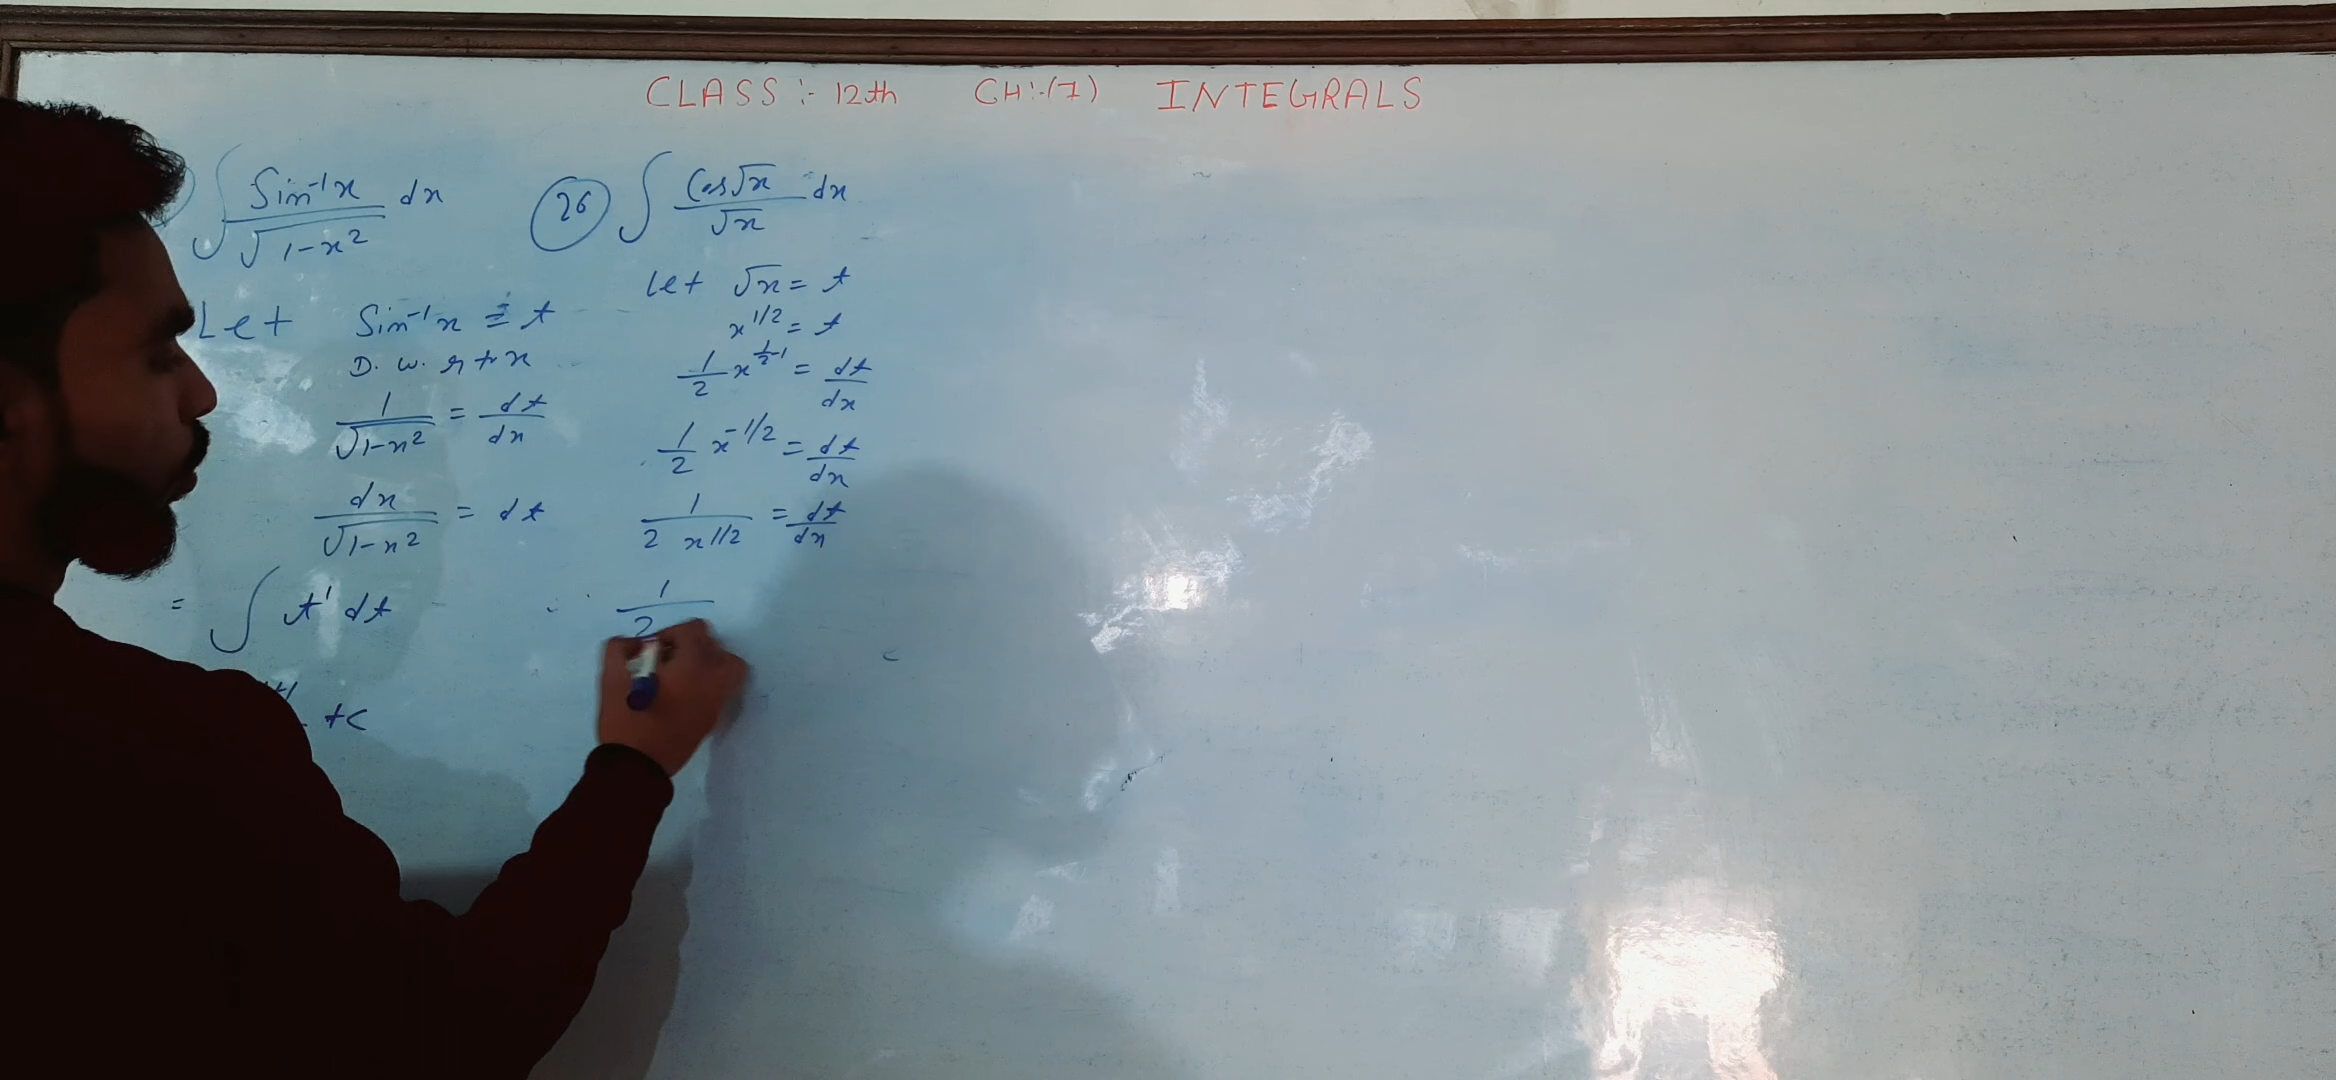 CLASS :- 12th CH:-(7) INTEGRALS
∫ Sin⁻¹x / √1-x² dx
Let Sin⁻¹x = t
D. w. r t x
1 / √1-x² = dt / dx
dx / √1-x² = dt
= ∫ t¹ dt
+c
(26) ∫ Cos√x / √x dx
let √x = t
x^1/2 = t
1/2 x^1/2-1 = dt / dx
1/2 x^-1/2 = dt / dx
1 / 2 x^1/2 = dt / dx
1 / 2